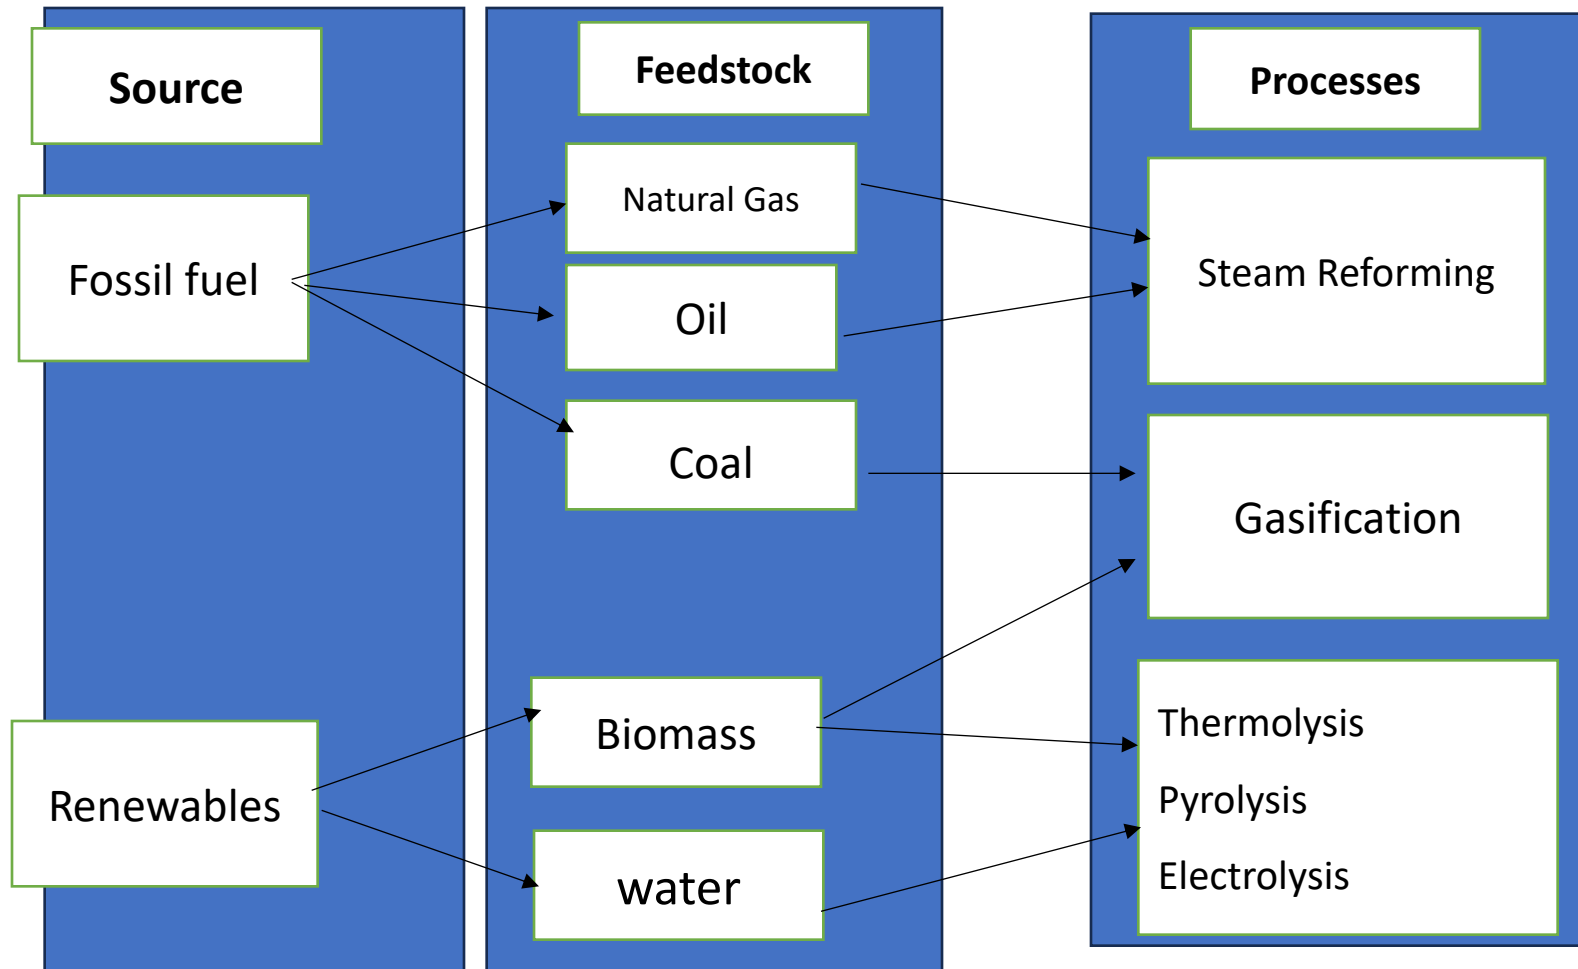 Source
Fossil fuel
Renewables
Feedstock
Natural Gas
Oil
Coal
Biomass
water
Processes
Steam Reforming
Gasification
Thermolysis
Pyrolysis
Electrolysis